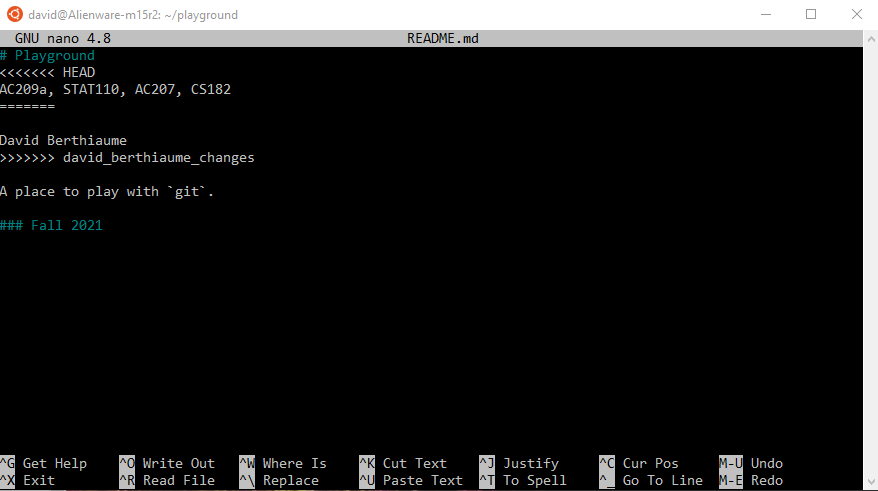 david@Alienware-m15r2: ~/playground
GNU nano 4.8 README.md
# Playground
<<<<<<< HEAD
AC209a, STAT110, AC207, CS182
=======
David Berthiaume
>>>>>>> david_berthiaume_changes
A place to play with `git`.
### Fall 2021
^G Get Help ^O Write Out ^W Where Is ^K Cut Text ^J Justify ^C Cur Pos M-U Undo
^X Exit ^R Read File ^\ Replace ^U Paste Text ^T To Spell ^_ Go To Line M-E Redo